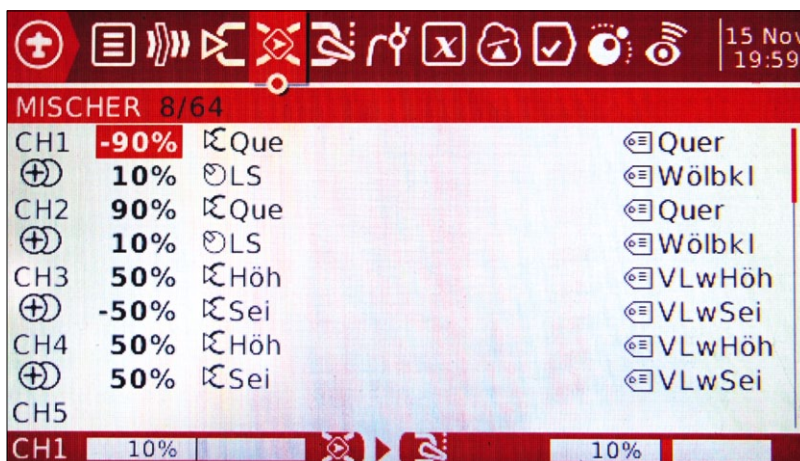 15 Nov
19:59
MISCHER 8/64
CH1 -90% Que Quer
10% LS Wölbkl
CH2 90% Que Quer
10% LS Wölbkl
CH3 50% Höh VLwHöh
-50% Sei VLwSei
CH4 50% Höh VLwHöh
50% Sei VLwSei
CH5
CH1 10% 10%